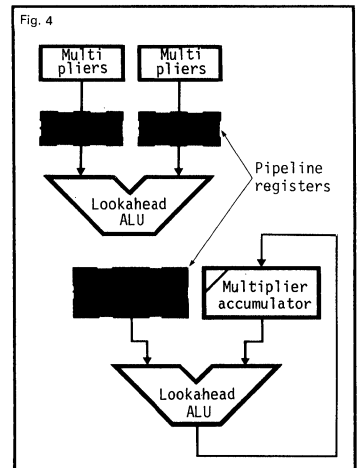 Fig. 4
Multi
pliers
Multi
pliers
Pipeline
registers
Lookahead
ALU
Multiplier
accumulator
Lookahead
ALU